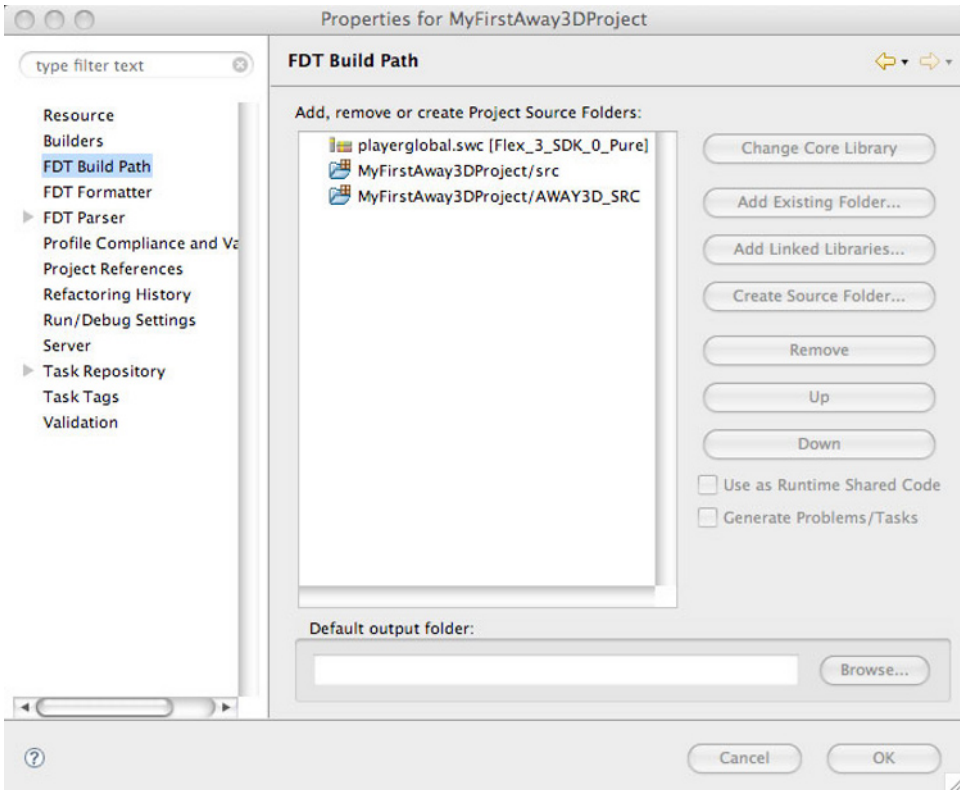 Properties for MyFirstAway3DProject
type filter text
Resource
Builders
FDT Build Path
FDT Formatter
FDT Parser
Profile Compliance and Va
Project References
Refactoring History
Run/Debug Settings
Server
Task Repository
Task Tags
Validation
FDT Build Path
Add, remove or create Project Source Folders:
playerglobal.swc [Flex_3_SDK_0_Pure]
MyFirstAway3DProject/src
MyFirstAway3DProject/AWAY3D_SRC
Change Core Library
Add Existing Folder...
Add Linked Libraries...
Create Source Folder...
Remove
Up
Down
Use as Runtime Shared Code
Generate Problems/Tasks
Default output folder:
Browse...
?
Cancel
OK